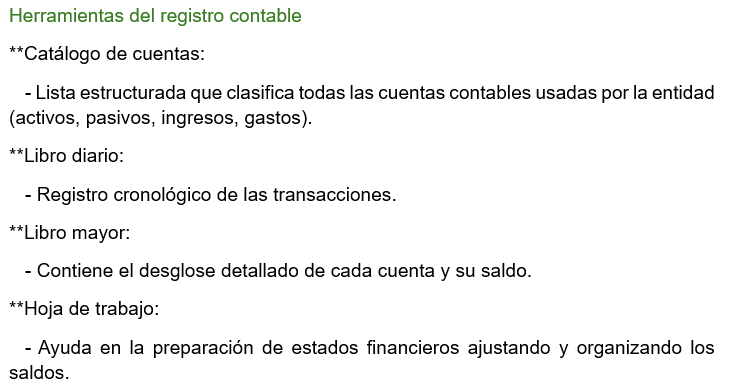 Herramientas del registro contable
**Catálogo de cuentas:
- Lista estructurada que clasifica todas las cuentas contables usadas por la entidad
(activos, pasivos, ingresos, gastos).
**Libro diario:
- Registro cronológico de las transacciones.
**Libro mayor:
- Contiene el desglose detallado de cada cuenta y su saldo.
**Hoja de trabajo:
- Ayuda en la preparación de estados financieros ajustando y organizando los
saldos.